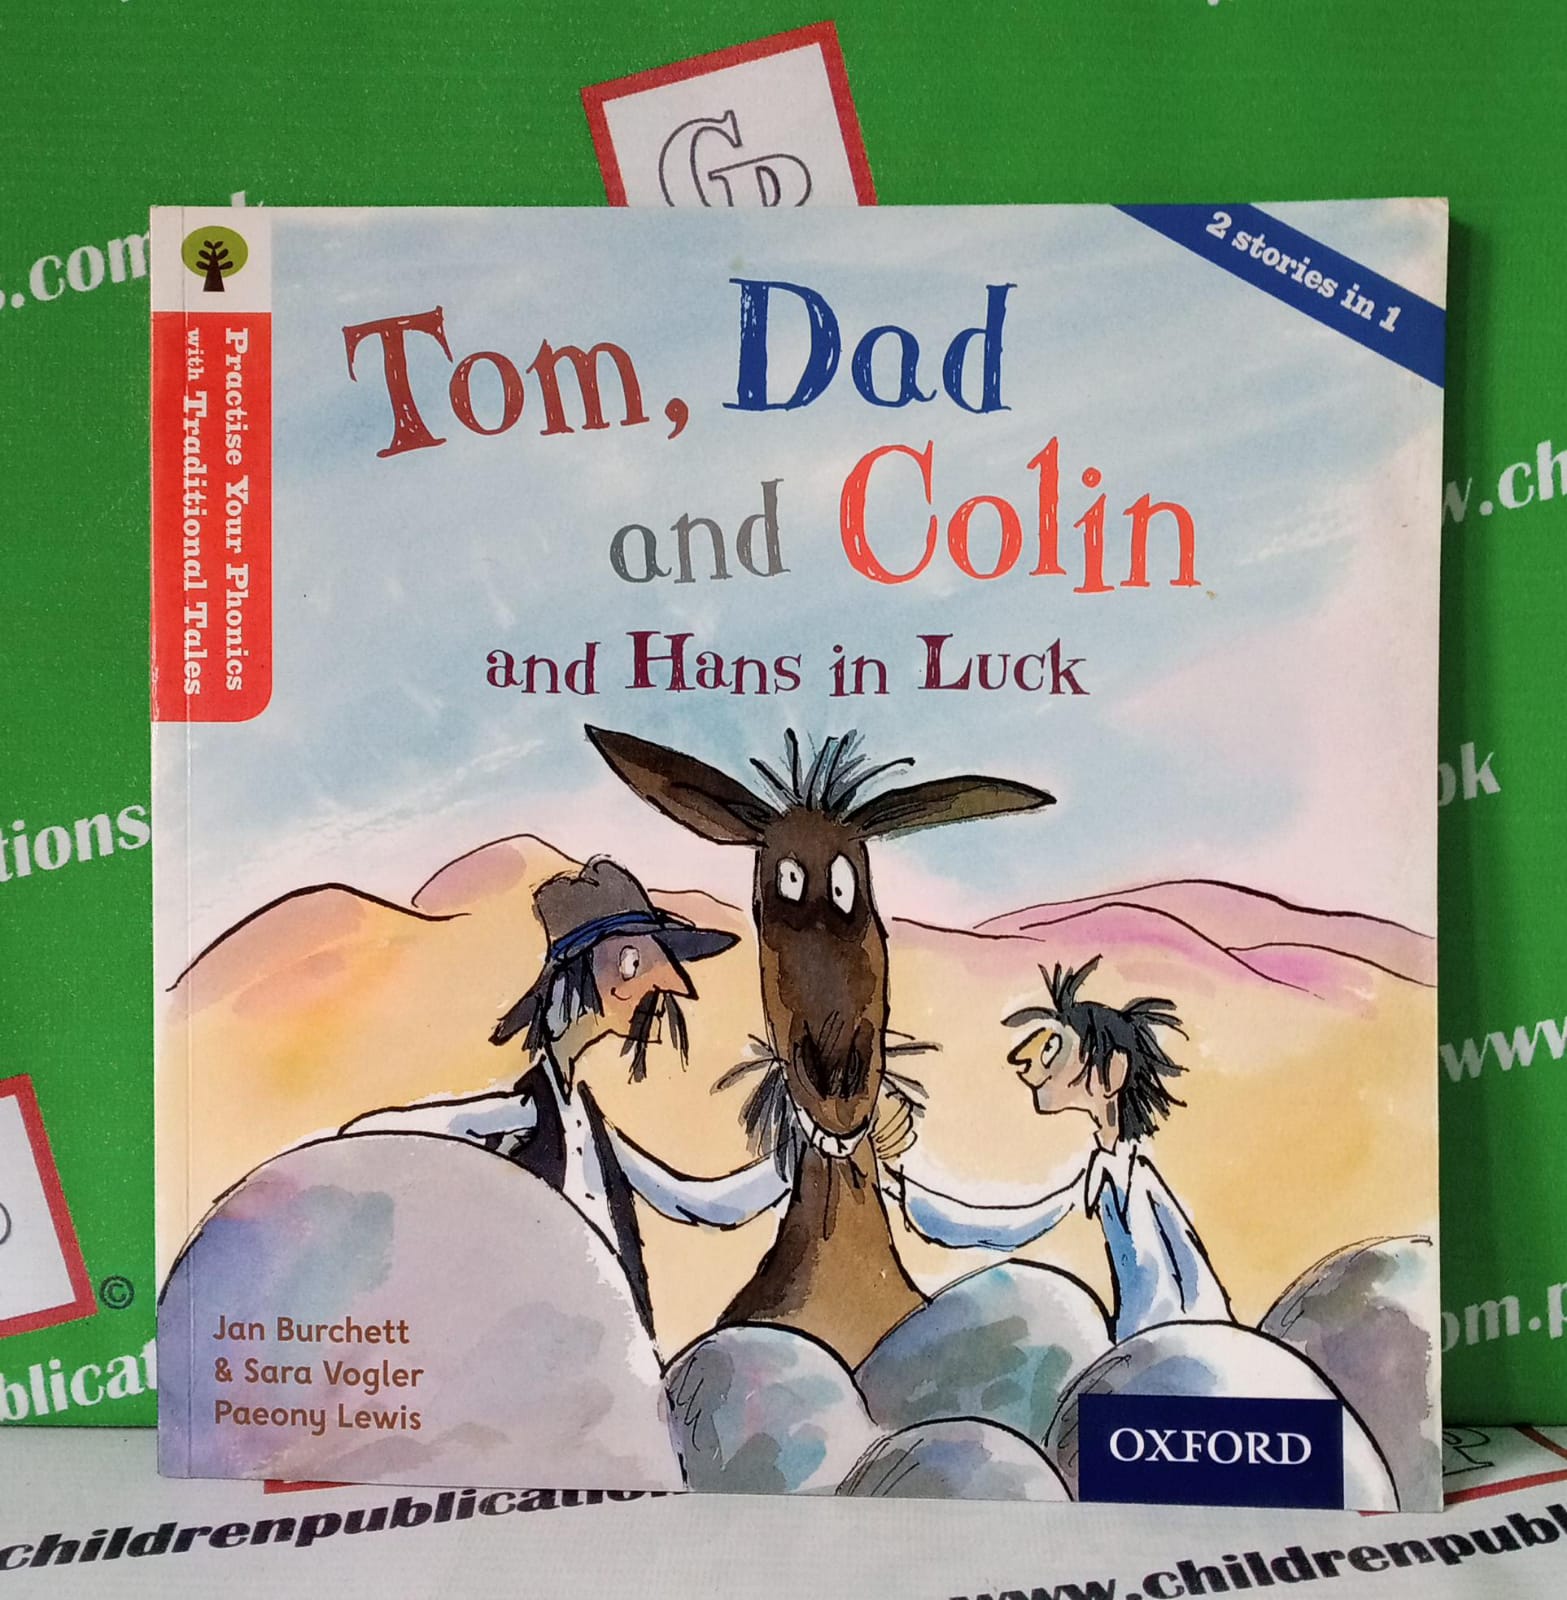 2 stories in 1
Practise Your Phonics
with Traditional Tales
Tom, Dad
and Colin
and Hans in Luck
Jan Burchett
& Sara Vogler
Paeony Lewis
OXFORD
©
www.childrenpubl